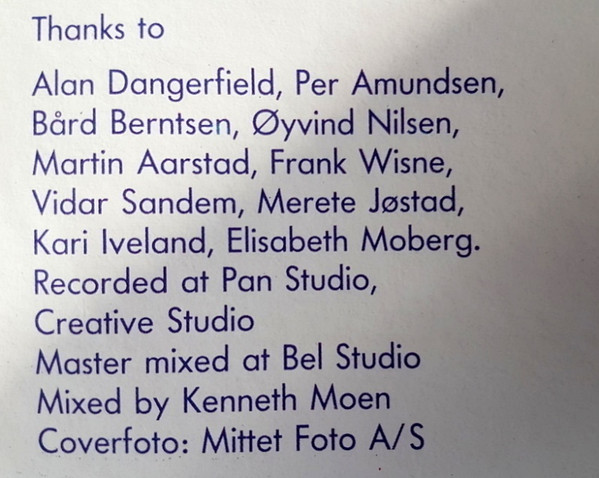 Thanks to
Alan Dangerfield, Per Amundsen,
Bård Berntsen, Øyvind Nilsen,
Martin Aarstad, Frank Wisne,
Vidar Sandem, Merete Jøstad,
Kari Iveland, Elisabeth Moberg.
Recorded at Pan Studio,
Creative Studio
Master mixed at Bel Studio
Mixed by Kenneth Moen
Coverfoto: Mittet Foto A/S